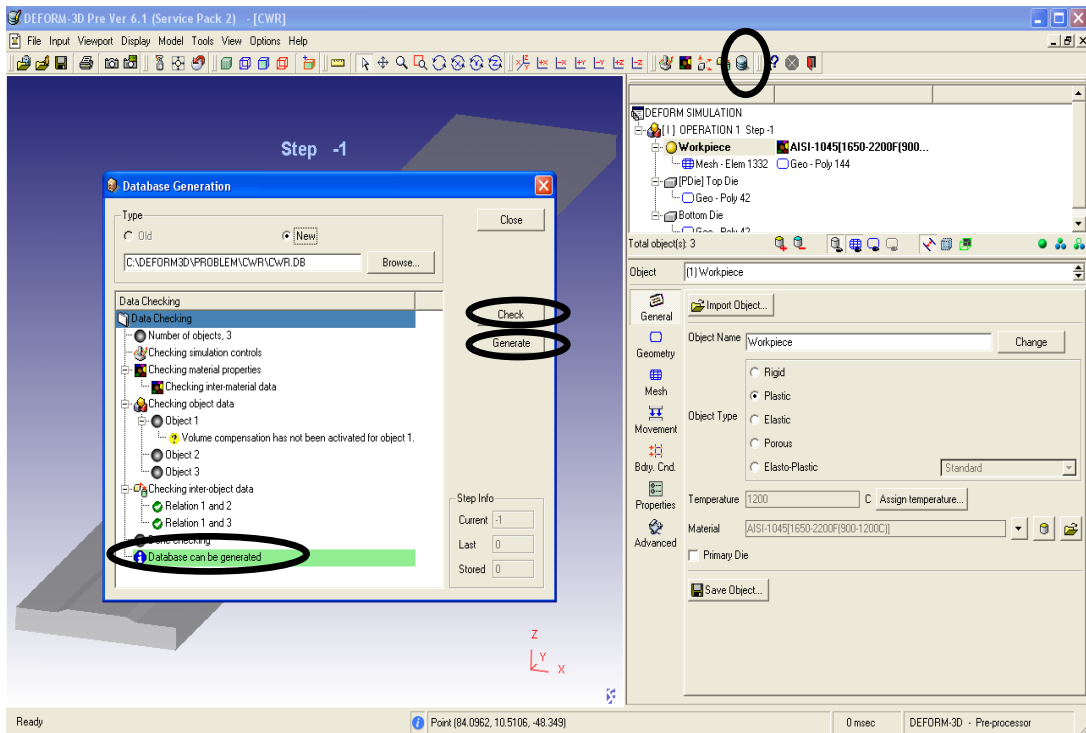 DEFORM-3D Pre Ver 6.1 (Service Pack 2) - [CWR]
File Input Viewport Display Model Tools View Options Help
Step -1
DEFORM SIMULATION
[1] OPERATION 1 Step -1
Workpiece AISI-1045[1650-2200F(900...
Mesh - Elem 1332 Geo - Poly 144
[PDie] Top Die
Geo - Poly 42
Bottom Die
Geo - Poly 42
Total object(s): 3
Database Generation
Type
Old New
C:\DEFORM3D\PROBLEM\CWR\CWR.DB Browse...
Close
Check
Generate
Data Checking
Data Checking
Number of objects, 3
Checking simulation controls
Checking material properties
Checking inter-material data
Checking object data
Object 1
Volume compensation has not been activated for object 1.
Object 2
Object 3
Checking inter-object data
Relation 1 and 2
Relation 1 and 3
Done checking
Database can be generated
Step Info
Current -1
Last 0
Stored 0
Z
Y
X
Object (1) Workpiece
General
Geometry
Mesh
Movement
Bdry. Cnd.
Properties
Advanced
Import Object...
Object Name Workpiece Change
Object Type
Rigid
Plastic
Elastic
Porous
Elasto-Plastic Standard
Temperature 1200 C Assign temperature...
Material AISI-1045[1650-2200F(900-1200C)]
Primary Die
Save Object...
Ready Point (84.0962, 10.5106, -48.349) 0 msec DEFORM-3D - Pre-processor